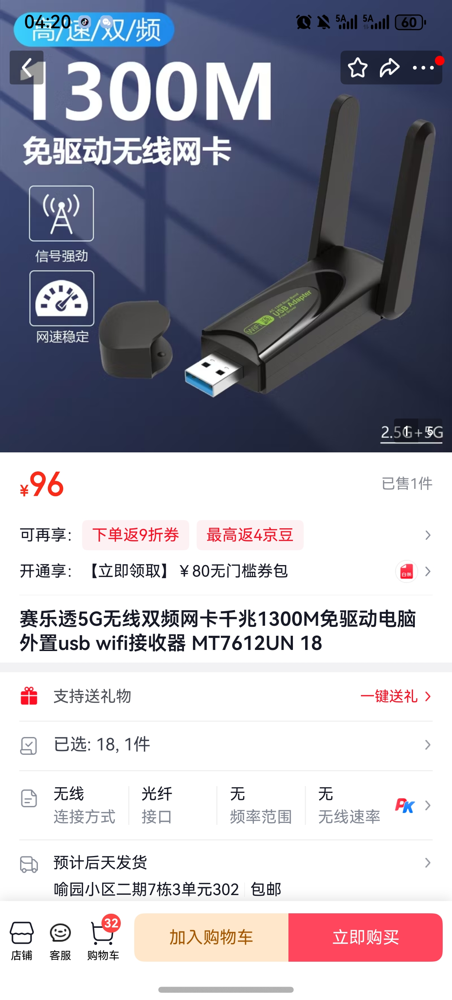 04:20
5A
5A
60
高/速/双/频
1300M
免驱动无线网卡
信号强劲
网速稳定
AC 1300 Dual Band
USB Adapter
Free Driver
WiFi 5
2.5G+5G
1
5
¥96
已售1件
可再享：
下单返9折券
最高返4京豆
开通享：
【立即领取】￥80无门槛券包
白条
赛乐透5G无线双频网卡千兆1300M免驱动电脑
外置usb wifi接收器 MT7612UN 18
支持送礼物
一键送礼
已选: 18, 1件
无线
光纤
无
无
连接方式
接口
频率范围
无线速率
PK
预计后天发货
喻园小区二期7栋3单元302
包邮
32
店铺
客服
购物车
加入购物车
立即购买